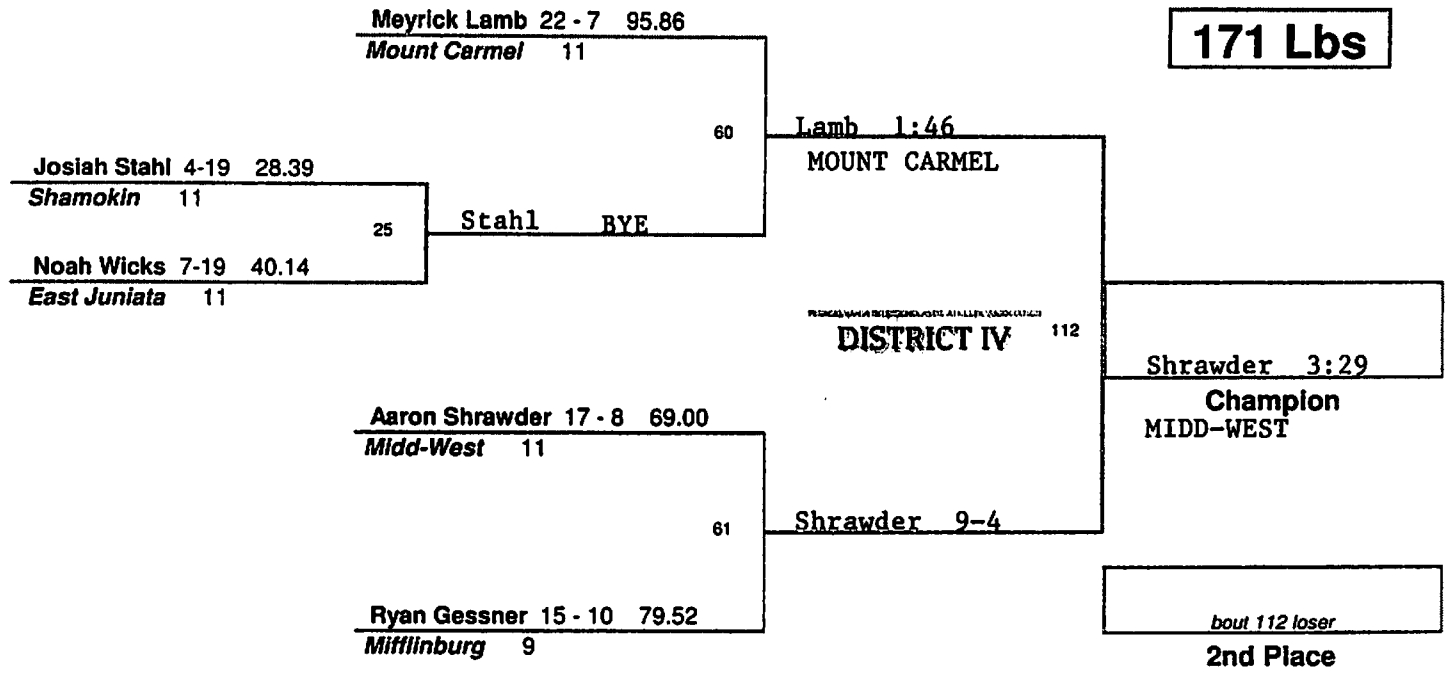 Meyrick Lamb 22 - 7 95.86
Mount Carmel 11
171 Lbs
60
Lamb 1:46
MOUNT CARMEL
Josiah Stahl 4-19 28.39
Shamokin 11
25
Stahl BYE
Noah Wicks 7-19 40.14
East Juniata 11
DISTRICT IV
112
Shrawder 3:29
Champion
MIDD-WEST
Aaron Shrawder 17 - 8 69.00
Midd-West 11
61
Shrawder 9-4
Ryan Gessner 15 - 10 79.52
Mifflinburg 9
bout 112 loser
2nd Place